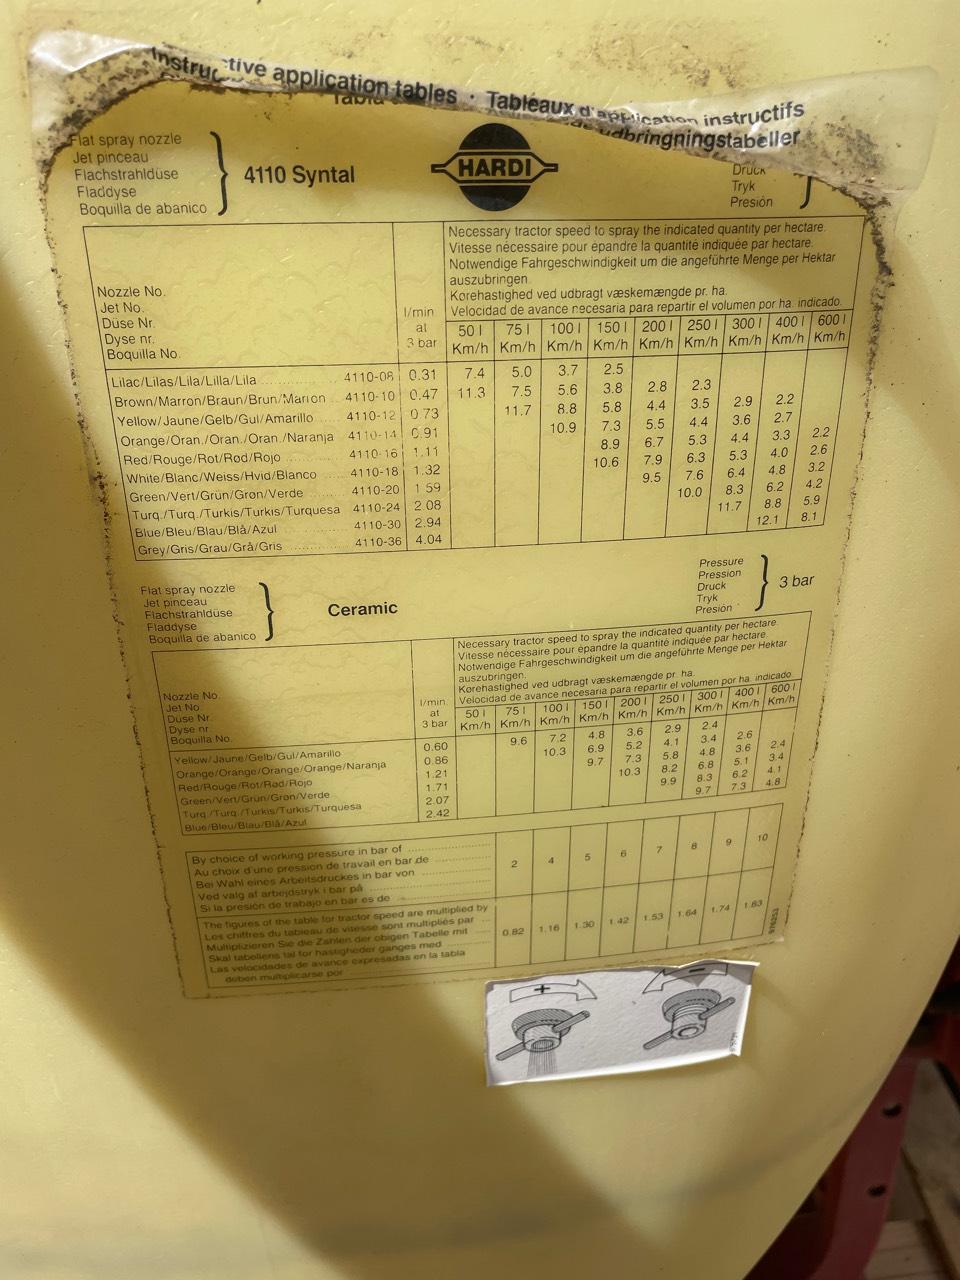 Instructive application tables · Tableaux d'application instructifs
Tabla udbringningstabeller
Flat spray nozzle
Jet pinceau
Flachstrahldüse
Fladdyse
Boquilla de abanico
4110 Syntal
HARDI
Druck
Tryk
Presión
Necessary tractor speed to spray the indicated quantity per hectare.
Vitesse nécessaire pour épandre la quantité indiquée par hectare.
Notwendige Fahrgeschwindigkeit um die angeführte Menge per Hektar
auszubringen.
Kørehastighed ved udbragt væskemængde pr. ha.
Velocidad de avance necesaria para repartir el volumen por ha. indicado.
Nozzle No.
Jet No.
Düse Nr.
Dyse nr.
Boquilla No.
l/min
at
3 bar
50 l 75 l 100 l 150 l 200 l 250 l 300 l 400 l 600 l
Km/h Km/h Km/h Km/h Km/h Km/h Km/h Km/h Km/h
Lilac/Lilas/Lila/Lilla/Lila 4110-08 0.31 7.4 5.0 3.7 2.5
Brown/Marron/Braun/Brun/Marron 4110-10 0.47 11.3 7.5 5.6 3.8 2.8 2.3
Yellow/Jaune/Gelb/Gul/Amarillo 4110-12 0.73 11.7 8.8 5.8 4.4 3.5 2.9 2.2
Orange/Oran./Oran./Oran./Naranja 4110-14 0.91 10.9 7.3 5.5 4.4 3.6 2.7
Red/Rouge/Rot/Rød/Rojo 4110-16 1.11 8.9 6.7 5.3 4.4 3.3 2.2
White/Blanc/Weiss/Hvid/Blanco 4110-18 1.32 10.6 7.9 6.3 5.3 4.0 2.6
Green/Vert/Grün/Grøn/Verde 4110-20 1.59 9.5 7.6 6.4 4.8 3.2
Turq./Turq./Turkis/Turkis/Turquesa 4110-24 2.08 10.0 8.3 6.2 4.2
Blue/Bleu/Blau/Blå/Azul 4110-30 2.94 11.7 8.8 5.9
Grey/Gris/Grau/Grå/Gris 4110-36 4.04 12.1 8.1
Flat spray nozzle
Jet pinceau
Flachstrahldüse
Fladdyse
Boquilla de abanico
Ceramic
Pressure
Pression
Druck
Tryk
Presión
3 bar
Necessary tractor speed to spray the indicated quantity per hectare.
Vitesse nécessaire pour épandre la quantité indiquée par hectare.
Notwendige Fahrgeschwindigkeit um die angeführte Menge per Hektar
auszubringen.
Kørehastighed ved udbragt væskemængde pr. ha.
Velocidad de avance necesaria para repartir el volumen por ha. indicado.
Nozzle No.
Jet No.
Düse Nr.
Dyse nr.
Boquilla No.
l/min
at
3 bar
50 l 75 l 100 l 150 l 200 l 250 l 300 l 400 l 600 l
Km/h Km/h Km/h Km/h Km/h Km/h Km/h Km/h Km/h
Yellow/Jaune/Gelb/Gul/Amarillo 0.60 9.6 7.2 4.8 3.6 2.9 2.4
Orange/Orange/Orange/Orange/Naranja 0.86 10.3 6.9 5.2 4.1 3.4 2.6
Red/Rouge/Rot/Rød/Rojo 1.21 9.7 7.3 5.8 4.8 3.6 2.4
Green/Vert/Grün/Grøn/Verde 1.71 10.3 8.2 6.8 5.1 3.4
Turq./Turq./Turkis/Turkis/Turquesa 2.07 9.9 8.3 6.2 4.1
Blue/Bleu/Blau/Blå/Azul 2.42 9.7 7.3 4.8
By choice of working pressure in bar of
Au choix d'une pression de travail en bar de
Bei Wahl eines Arbeitsdruckes in bar von
Ved valg af arbejdstryk i bar på
Si la presión de trabajo en bar es de
2 4 5 6 7 8 9 10
The figures of the table for tractor speed are multiplied by
Les chiffres du tableau de vitesse sont multipliés par
Multiplizieren Sie die Zahlen der obigen Tabelle mit
Skal tabellens tal for hastigheder ganges med
Las velocidades de avance expresadas en la tabla
deben multiplicarse por
0.82 1.16 1.30 1.42 1.53 1.64 1.74 1.83
+ −